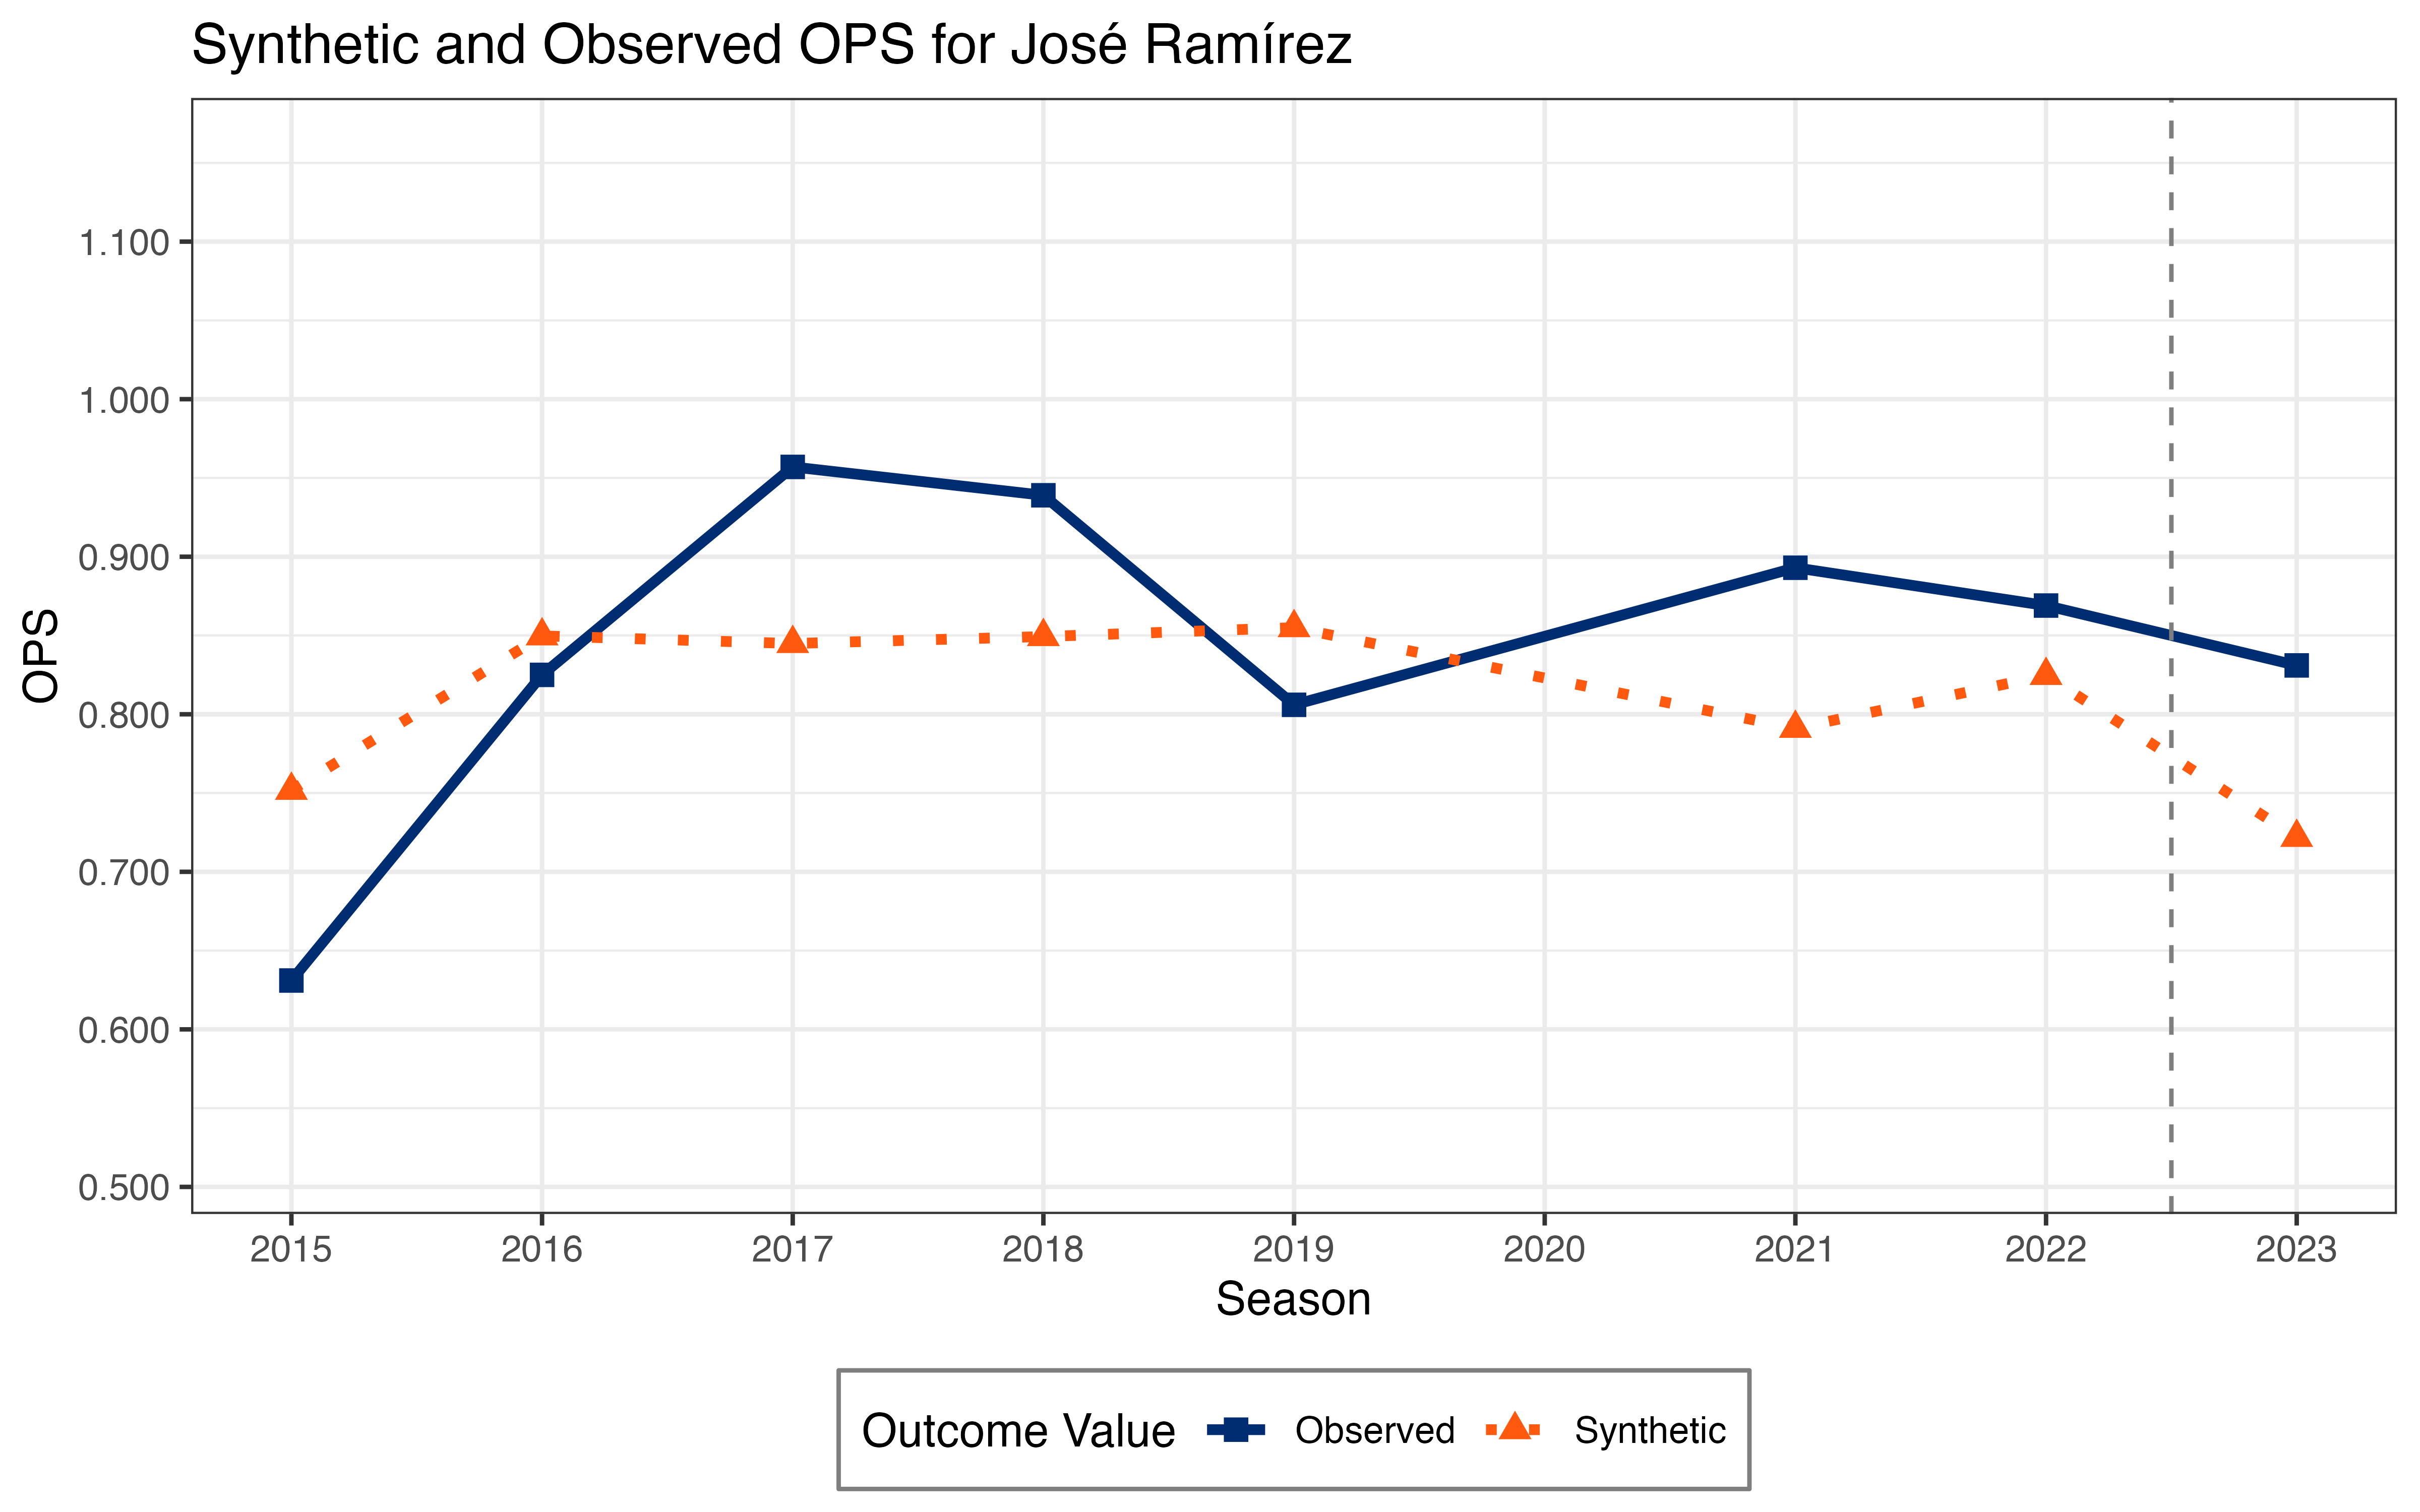 Synthetic and Observed OPS for José Ramírez
1.100
1.000
0.900
0.800
0.700
0.600
0.500
OPS
2015 2016 2017 2018 2019 2020 2021 2022 2023
Season
Outcome Value Observed Synthetic